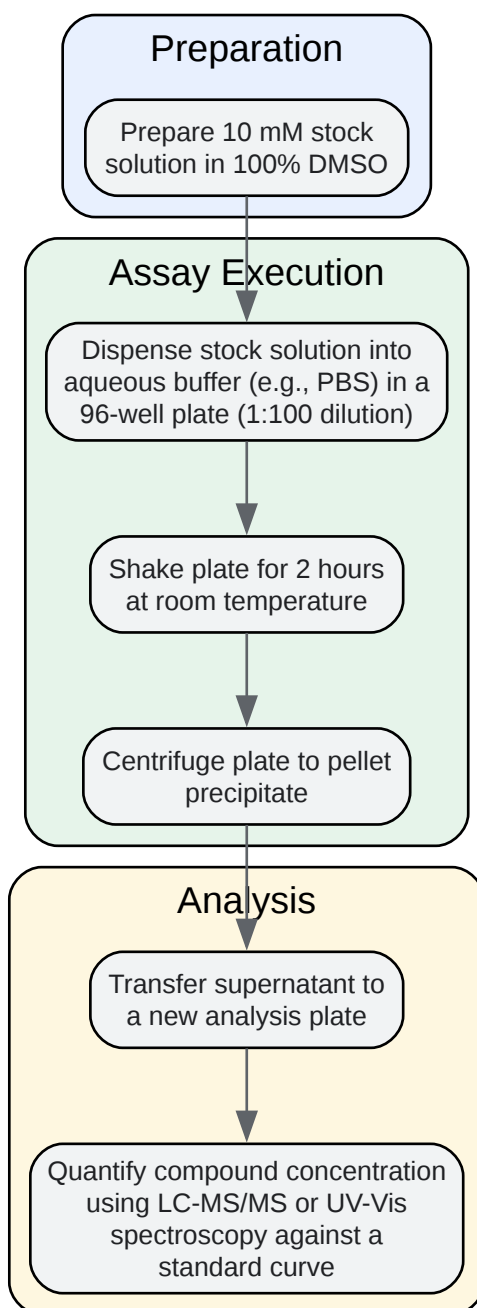 Preparation
Prepare 10 mM stock
solution in 100% DMSO
Assay Execution
Dispense stock solution into
aqueous buffer (e.g., PBS) in a
96-well plate (1:100 dilution)
Shake plate for 2 hours
at room temperature
Centrifuge plate to pellet
precipitate
Analysis
Transfer supernatant to
a new analysis plate
Quantify compound concentration
using LC-MS/MS or UV-Vis
spectroscopy against a
standard curve